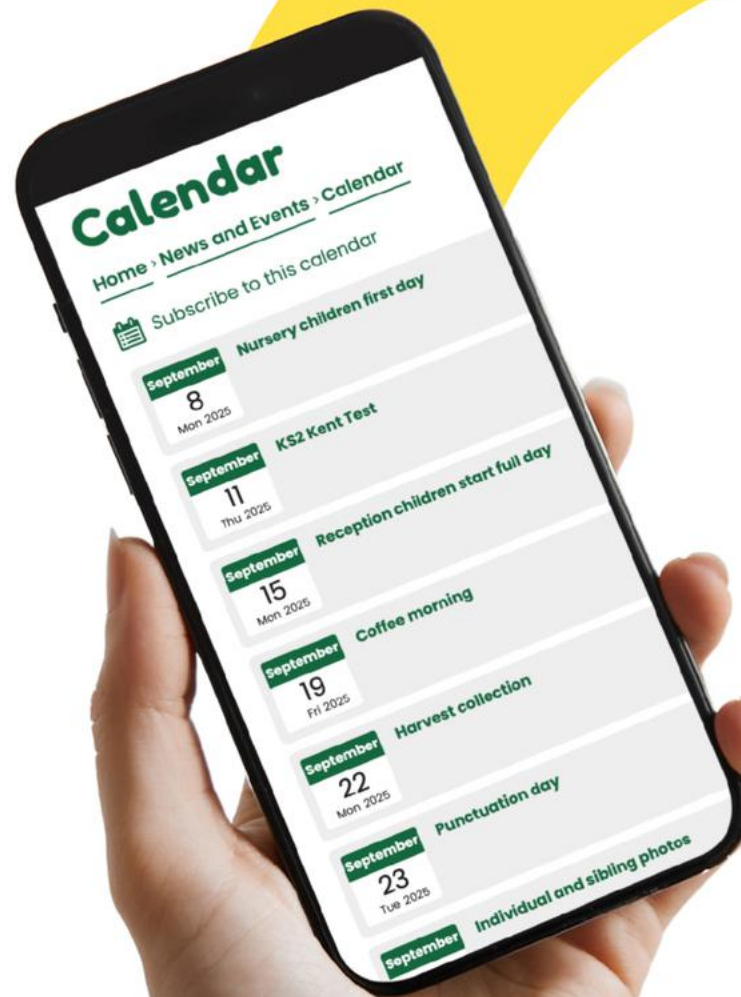 Calendar
Home › News and Events › Calendar
Subscribe to this calendar
September
8
Mon 2025
Nursery children first day
September
11
Thu 2025
KS2 Kent Test
September
15
Mon 2025
Reception children start full day
September
19
Fri 2025
Coffee morning
September
22
Mon 2025
Harvest collection
September
23
Tue 2025
Punctuation day
September
Individual and sibling photos